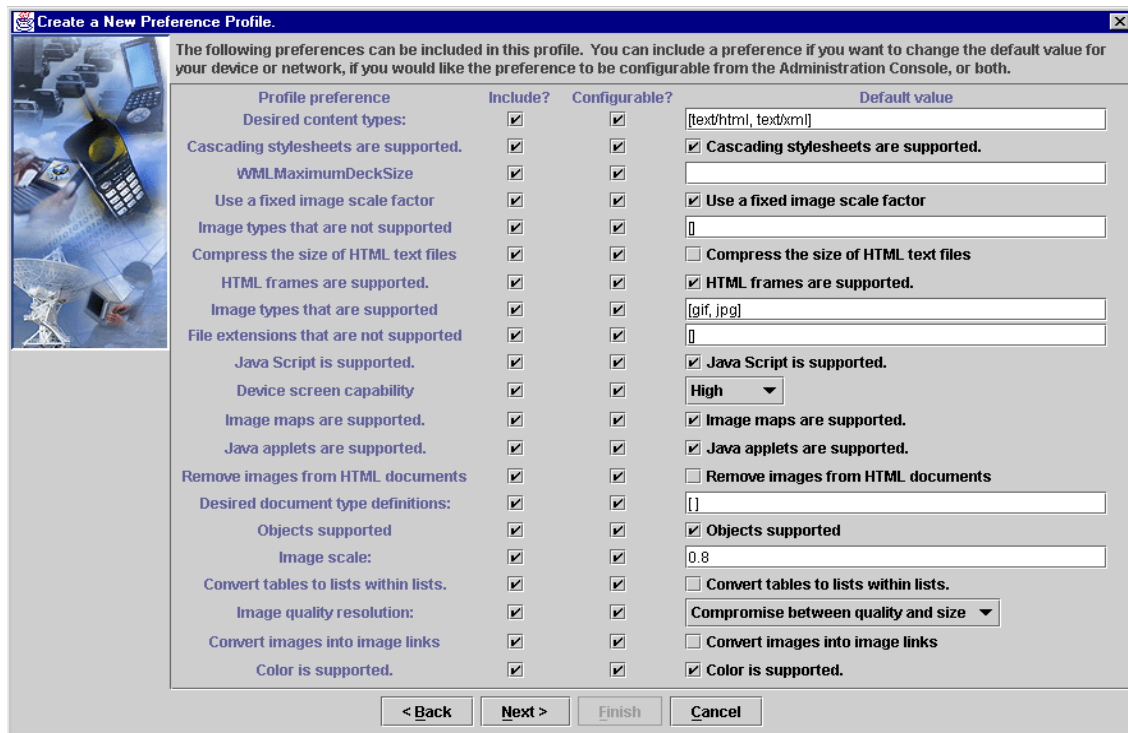 Create a New Preference Profile.
The following preferences can be included in this profile. You can include a preference if you want to change the default value for
your device or network, if you would like the preference to be configurable from the Administration Console, or both.
Profile preference Include? Configurable? Default value
Desired content types: [text/html, text/xml]
Cascading stylesheets are supported. Cascading stylesheets are supported.
WMLMaximumDeckSize
Use a fixed image scale factor Use a fixed image scale factor
Image types that are not supported []
Compress the size of HTML text files Compress the size of HTML text files
HTML frames are supported. HTML frames are supported.
Image types that are supported [gif, jpg]
File extensions that are not supported []
Java Script is supported. Java Script is supported.
Device screen capability High
Image maps are supported. Image maps are supported.
Java applets are supported. Java applets are supported.
Remove images from HTML documents Remove images from HTML documents
Desired document type definitions: [ ]
Objects supported Objects supported
Image scale: 0.8
Convert tables to lists within lists. Convert tables to lists within lists.
Image quality resolution: Compromise between quality and size
Convert images into image links Convert images into image links
Color is supported. Color is supported.
< Back Next > Finish Cancel